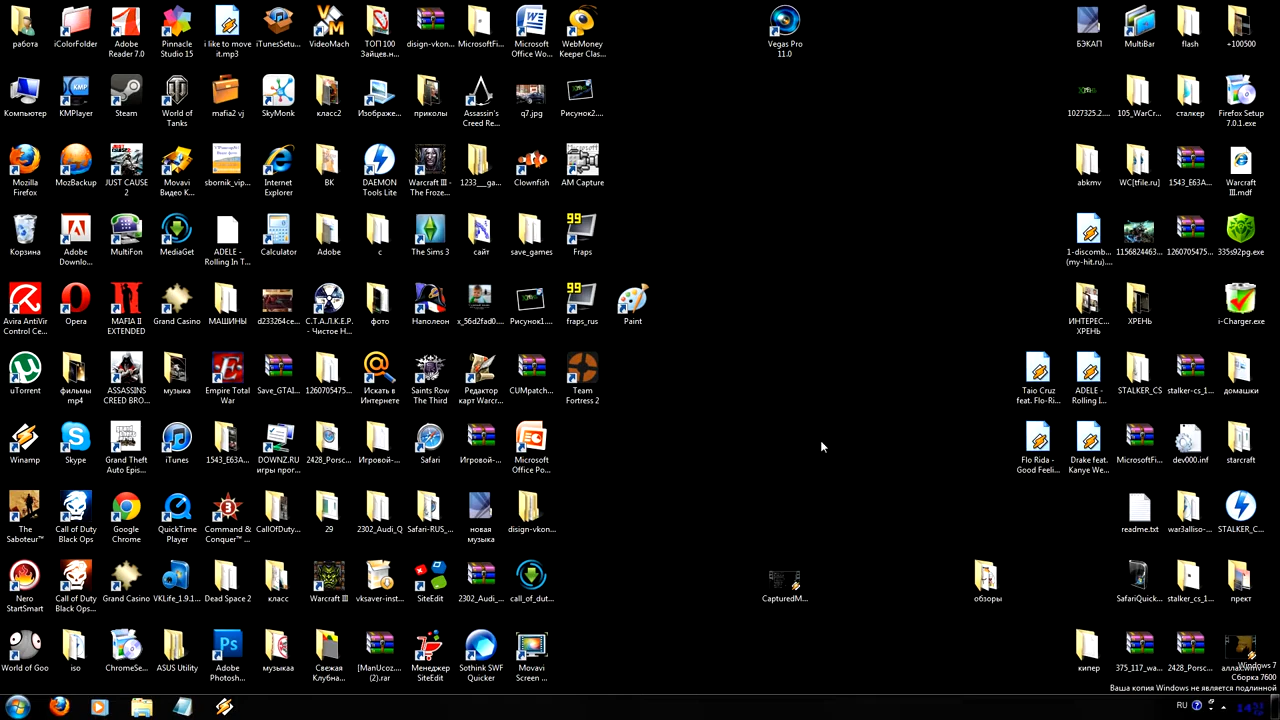 работа
iColorFolder
Adobe
Reader 7.0
Pinnacle
Studio 15
i like to move
it.mp3
iTunesSetu...
VideoMach
ТОП 100
Зайцев.н...
disign-vkon...
MicrosoftFi...
Microsoft
Office Wo...
WebMoney
Keeper Clas...
Vegas Pro
11.0
БЭКАП
MultiBar
flash
+100500
Компьютер
KMPlayer
Steam
World of
Tanks
mafia2 vj
SkyMonk
класс2
Изображе...
приколы
Assassin's
Creed Re...
q7.jpg
Рисунок2....
1027325.2....
105_WarCr...
сталкер
Firefox Setup
7.0.1.exe
Mozilla
Firefox
MozBackup
JUST CAUSE
2
Movavi
Видео К...
sbornik_vip...
Internet
Explorer
ВК
DAEMON
Tools Lite
Warcraft III -
The Froze...
1233___ga...
Clownfish
AM Capture
abkmv
WC[tfile.ru]
1543_E63A...
Warcraft
III.mdf
Корзина
Adobe
Downlo...
MultiFon
MediaGet
ADELE -
Rolling In T...
Calculator
Adobe
с
The Sims 3
сайт
save_games
99
Fraps
1-discomb...
(my-hit.ru)....
1156824463...
1260705475...
335s92pg.exe
Avira AntiVir
Control Ce...
Opera
MAFIA II
EXTENDED
Grand Casino
МАШИНЫ
d233264ce...
С.Т.А.Л.К.Е.Р.
- Чистое Н...
фото
Наполеон
x_56d2fad0....
Рисунок1....
99
fraps_rus
Paint
ИНТЕРЕС...
ХРЕНЬ
ХРЕНЬ
i-Charger.exe
uTorrent
фильмы
mp4
ASSASSINS
CREED BRO...
музыка
Empire Total
War
Save_GTAI...
1260705475...
Искать в
Интернете
Saints Row
The Third
Редактор
карт Warcr...
CUMpatch...
Team
Fortress 2
Taio Cruz
feat. Flo-Ri...
ADELE -
Rolling I...
STALKER_CS
stalker-cs_1...
домашки
Winamp
Skype
Grand Theft
Auto Epis...
iTunes
1543_E63A...
DOWNZ.RU
игры прог...
2428_Porsc...
Игровой-...
Safari
Игровой-...
Microsoft
Office Po...
Flo Rida -
Good Feeli...
Drake feat.
Kanye We...
MicrosoftFi...
dev000.inf
starcraft
The
Saboteur™
Call of Duty
Black Ops
Google
Chrome
QuickTime
Player
Command &
Conquer™ ...
CallOfDuty...
29
2302_Audi_Q
Safari-RUS_...
новая
музыка
disign-vkon...
readme.txt
war3alliso-...
STALKER_C...
Nero
StartSmart
Call of Duty
Black Ops...
Grand Casino
VKLife_1.9.1...
Dead Space 2
класс
Warcraft III
vksaver-inst...
SiteEdit
2302_Audi_...
call_of_dut...
CapturedM...
обзоры
SafariQuick...
stalker_cs_1...
прект
World of Goo
iso
ChromeSe...
ASUS Utility
Adobe
Photosh...
музыкаа
Свежая
Клубна...
[ManUcoz....
(2).rar
Менеджер
SiteEdit
Sothink SWF
Quicker
Movavi
Screen ...
кипер
375_117_wa...
2428_Porsc...
аллах.wmv
Windows 7
Сборка 7600
Ваша копия Windows не является подлинной
RU